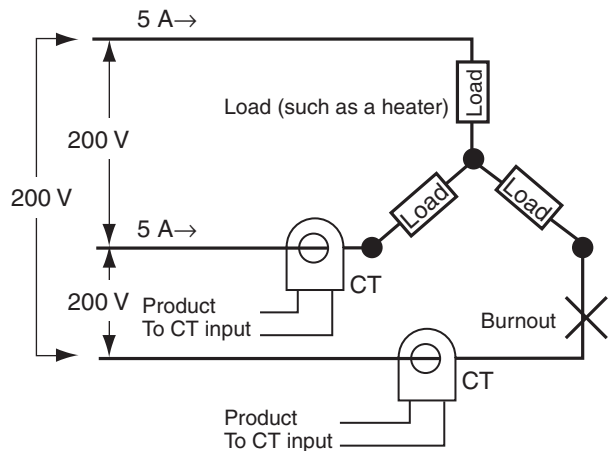 5 A→
Load
Load (such as a heater)
200 V
200 V
Load
Load
5 A→
CT
200 V
Product
To CT input
Burnout
CT
Product
To CT input